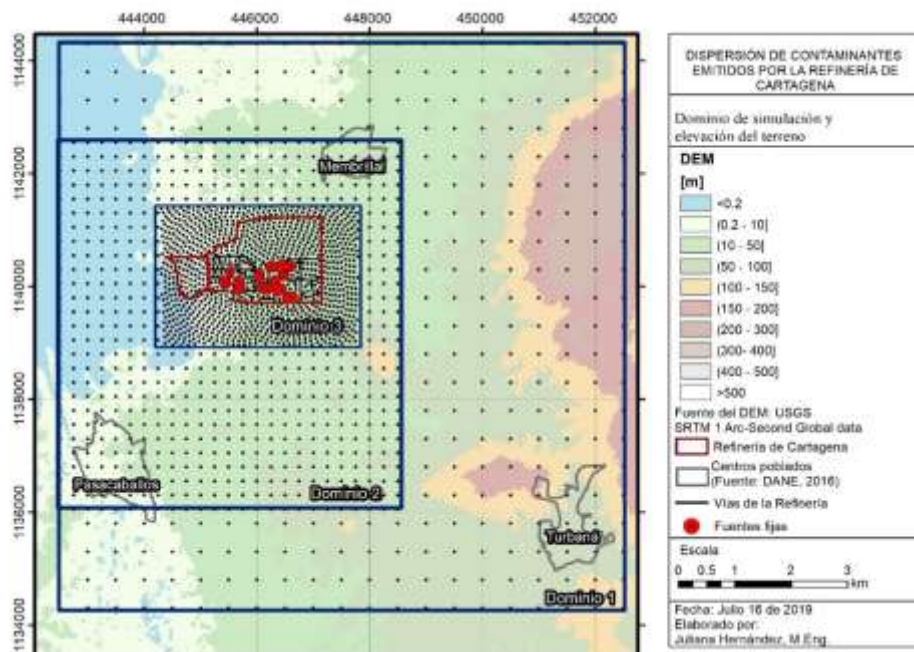 444000 446000 448000 450000 452000
1144000
1142000
1140000
1138000
1136000
1134000
Membrillal
Dominio 3
Pasacaballos
Dominio 2
Turbana
Dominio 1
DISPERSIÓN DE CONTAMINANTES
EMITIDOS POR LA REFINERÍA DE
CARTAGENA
Dominio de simulación y
elevación del terreno
DEM
[m]
<0.2
(0.2 - 10]
(10 - 50]
(50 - 100]
(100 - 150]
(150 - 200]
(200 - 300]
(300- 400]
(400 - 500]
>500
Fuente del DEM: USGS
SRTM 1 Arc-Second Global data
Refinería de Cartagena
Centros poblados
(Fuente: DANE, 2016)
Vías de la Refinería
Fuentes fijas
Escala
0 0.5 1 2 3
km
Fecha: Julio 16 de 2019
Elaborado por:
Juliana Hernández, M.Eng.